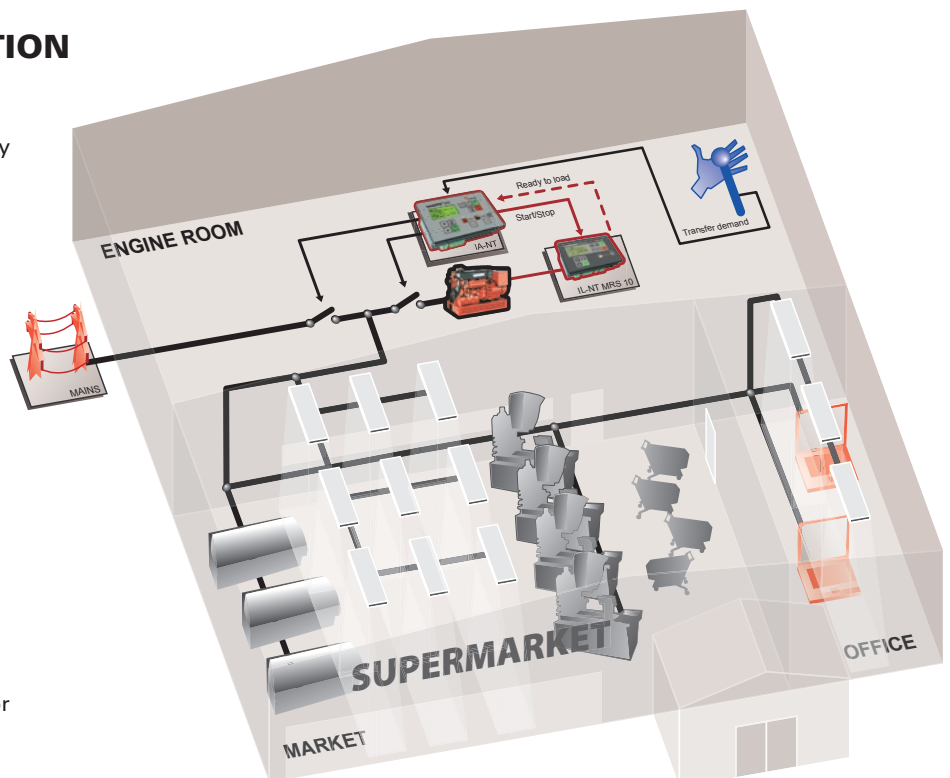 TION
y
ENGINE ROOM
Ready to load
Start/Stop
IA-NT
IL-NT MRS 10
Transfer demand
MAINS
SUPERMARKET
OFFICE
MARKET
r